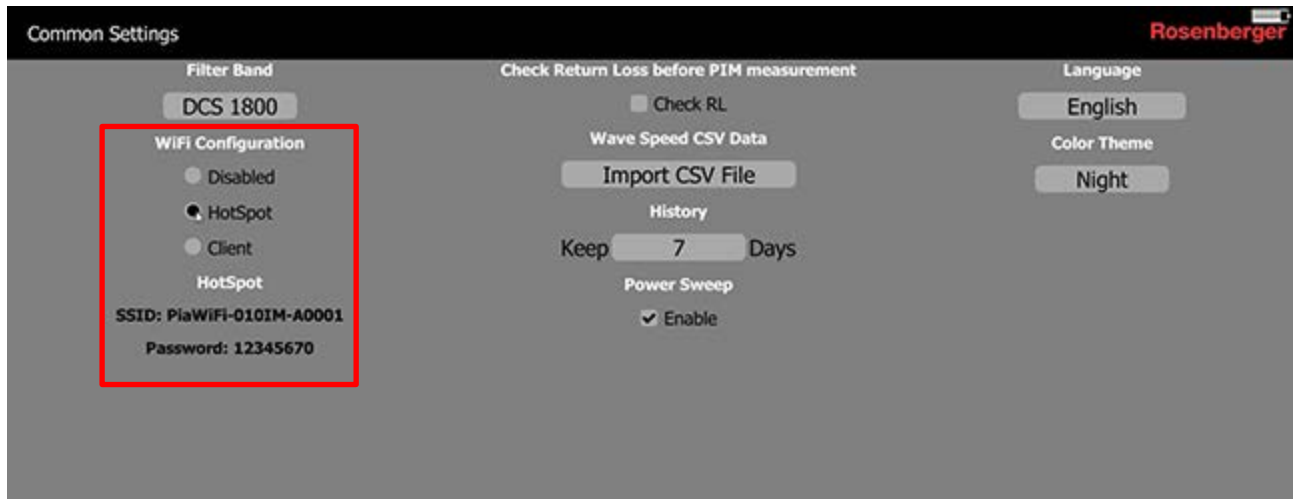 Common Settings
Rosenberger
Filter Band
DCS 1800
WiFi Configuration
Disabled
HotSpot
Client
HotSpot
SSID: PiaWiFi-010IM-A0001
Password: 12345670
Check Return Loss before PIM measurement
Check RL
Wave Speed CSV Data
Import CSV File
History
Keep 7 Days
Power Sweep
Enable
Language
English
Color Theme
Night